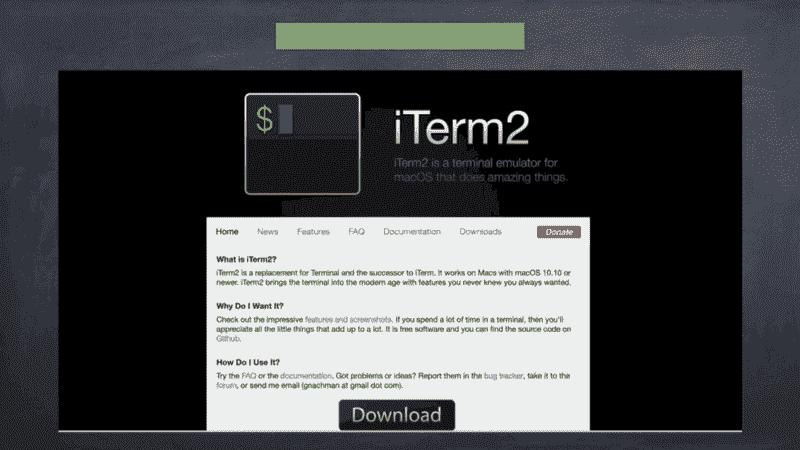 $
iTerm2
iTerm2 is a terminal emulator for
macOS that does amazing things.
Home News Features FAQ Documentation Downloads Donate
What is iTerm2?
iTerm2 is a replacement for Terminal and the successor to iTerm. It works on Macs with macOS 10.10 or
newer. iTerm2 brings the terminal into the modern age with features you never knew you always wanted.
Why Do I Want It?
Check out the impressive features and screenshots. If you spend a lot of time in a terminal, then you'll
appreciate all the little things that add up to a lot. It is free software and you can find the source code on
Github.
How Do I Use It?
Try the FAQ or the documentation. Got problems or ideas? Report them in the bug tracker, take it to the
forum, or send me email (gnachman at gmail dot com).
Download